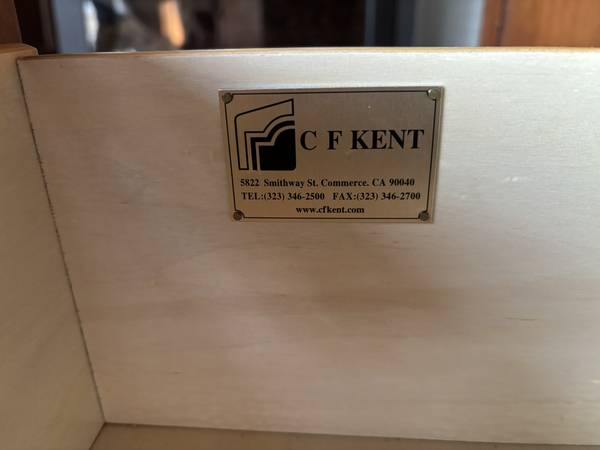 C F KENT
5822 Smithway St. Commerce. CA 90040
TEL:(323) 346-2500 FAX:(323) 346-2700
www.cfkent.com